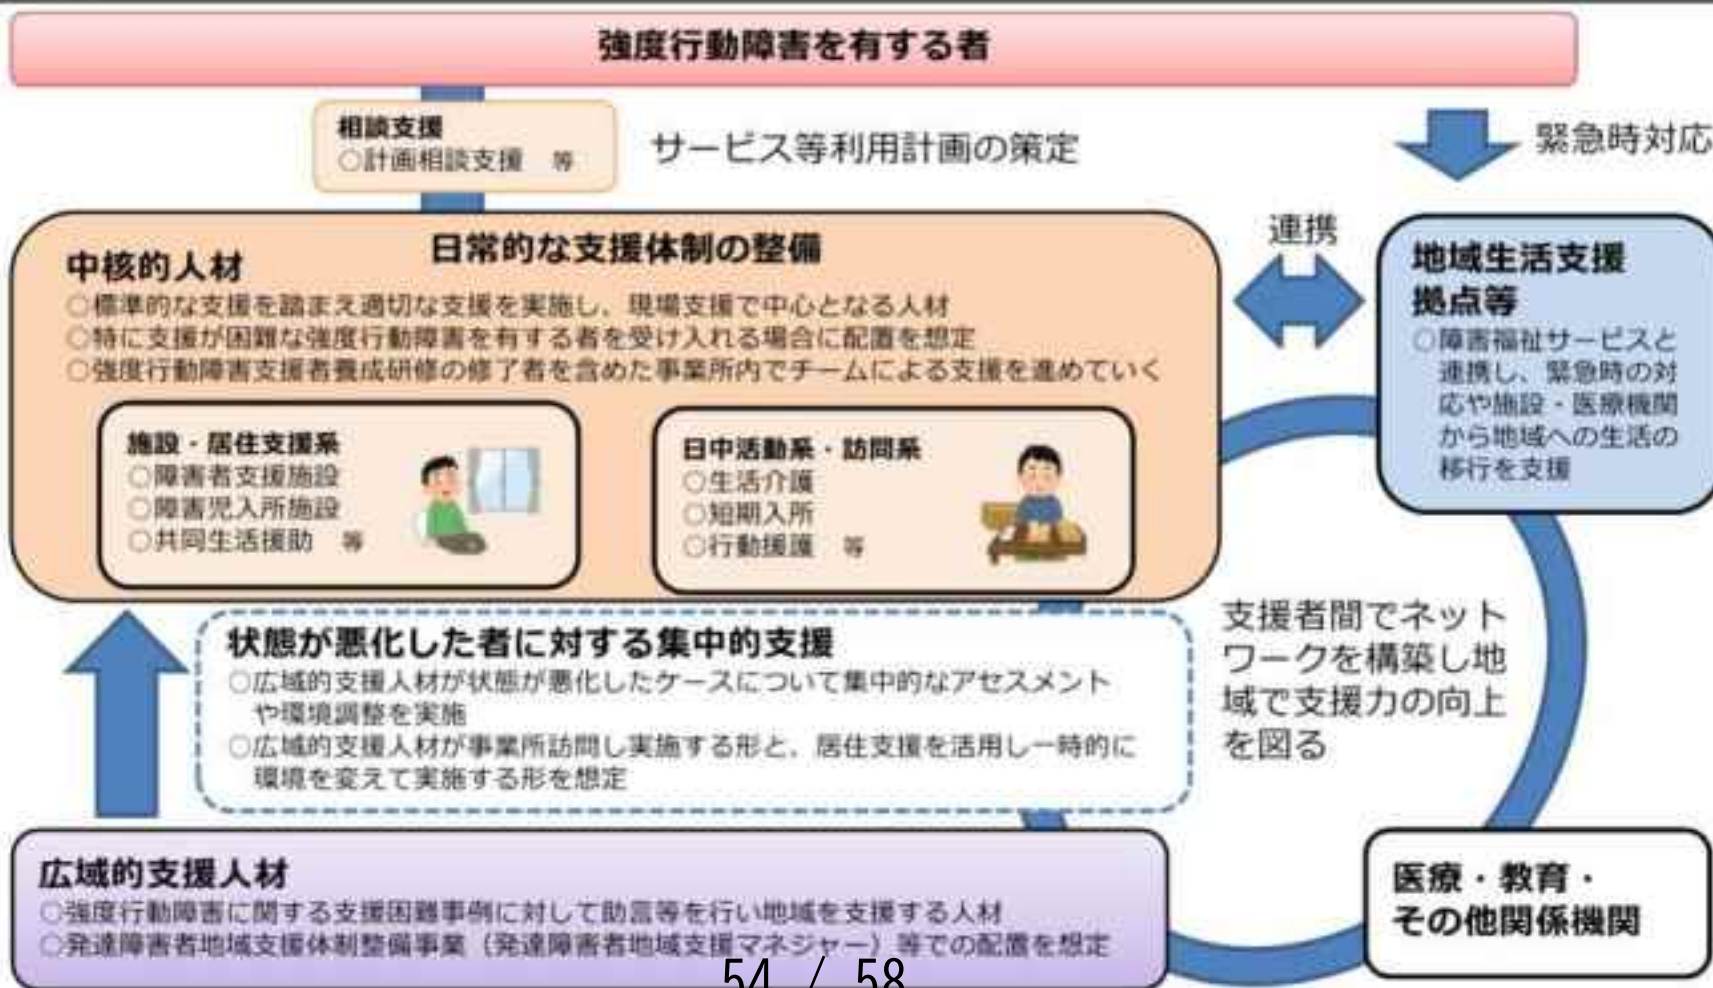 強度行動障害を有する者
相談支援
○計画相談支援　等
サービス等利用計画の策定
緊急時対応
日常的な支援体制の整備
中核的人材
○標準的な支援を踏まえ適切な支援を実施し、現場支援で中心となる人材
○特に支援が困難な強度行動障害を有する者を受け入れる場合に配置を想定
○強度行動障害支援者養成研修の修了者を含めた事業所内でチームによる支援を進めていく
施設・居住支援系
○障害者支援施設
○障害児入所施設
○共同生活援助　等
日中活動系・訪問系
○生活介護
○短期入所
○行動援護　等
連携
地域生活支援
拠点等
○障害福祉サービスと
連携し、緊急時の対
応や施設・医療機関
から地域への生活の
移行を支援
状態が悪化した者に対する集中的支援
○広域的支援人材が状態が悪化したケースについて集中的なアセスメント
や環境調整を実施
○広域的支援人材が事業所訪問し実施する形と、居住支援を活用し一時的に
環境を変えて実施する形を想定
支援者間でネット
ワークを構築し地
域で支援力の向上
を図る
広域的支援人材
○強度行動障害に関する支援困難事例に対して助言等を行い地域を支援する人材
○発達障害者地域支援体制整備事業（発達障害者地域支援マネジャー）等での配置を想定
医療・教育・
その他関係機関
54 / 58